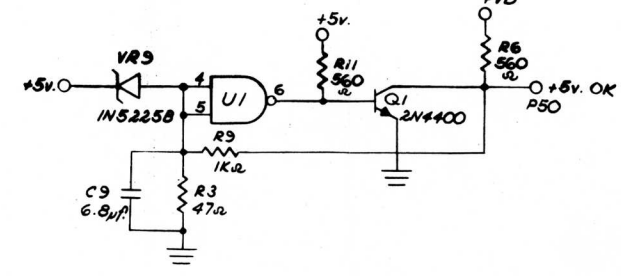 +5v.
VR9
R11
560
Ω
R6
560
Ω
+5v.
4
6
U1
Q1
+5v. OK
P50
1N5225B
5
2N4400
R9
1KΩ
C9
6.8µf.
R3
47Ω